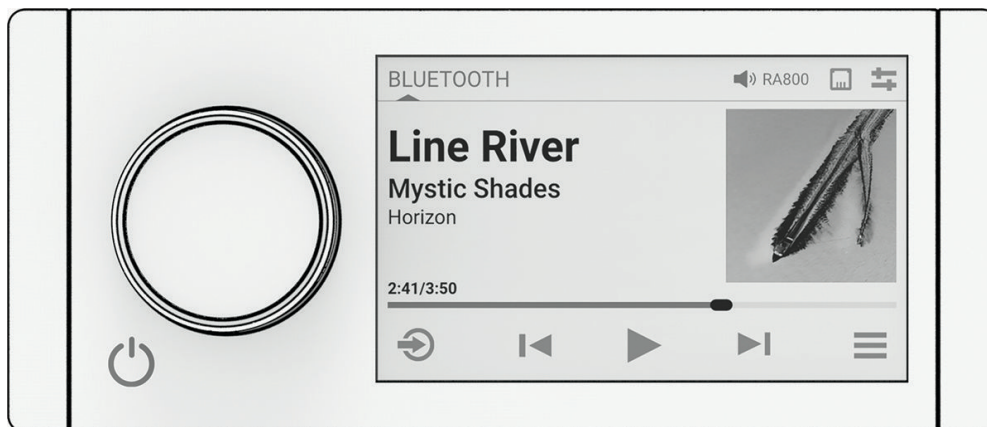 BLUETOOTH
RA800
Line River
Mystic Shades
Horizon
2:41/3:50